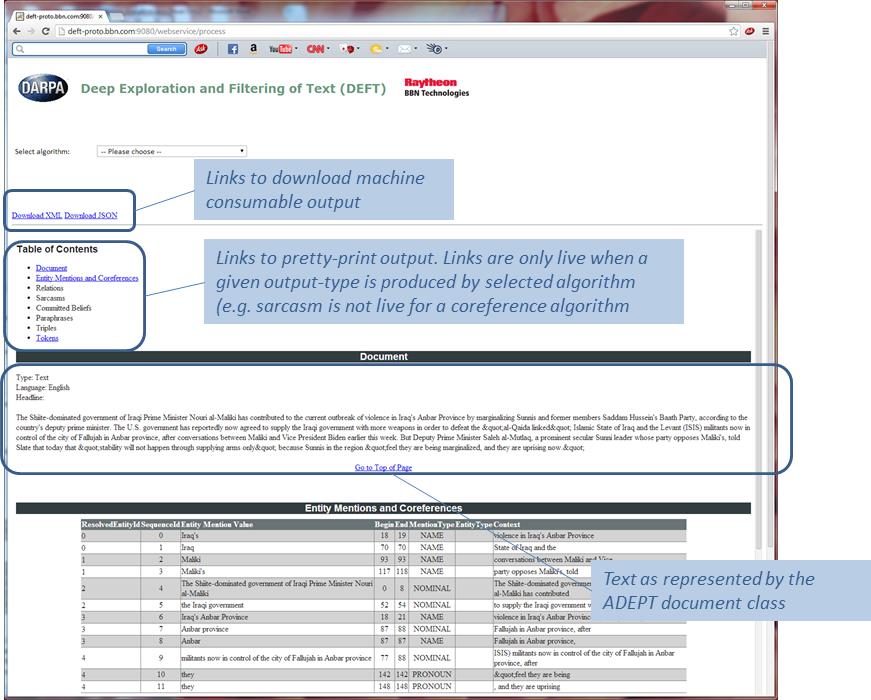 deft-proto.bbn.com:9080/
deft-proto.bbn.com:9080/webservice/process
Search
Ask
f
a
YouTube
CNN
DARPA
Deep Exploration and Filtering of Text (DEFT)
Raytheon
BBN Technologies
Select algorithm:
-- Please choose --
Links to download machine
consumable output
Download XML Download JSON
Table of Contents
Document
Entity Mentions and Coreferences
Relations
Sarcasms
Committed Beliefs
Paraphrases
Triples
Tokens
Links to pretty-print output. Links are only live when a
given output-type is produced by selected algorithm
(e.g. sarcasm is not live for a coreference algorithm
Document
Type: Text
Language: English
Headline:
The Shiite-dominated government of Iraqi Prime Minister Nouri al-Maliki has contributed to the current outbreak of violence in Iraq's Anbar Province by marginalizing Sunnis and former members Saddam Hussein's Baath Party, according to the
country's deputy prime minister. The U.S. government has reportedly now agreed to supply the Iraqi government with more weapons in order to defeat the &quot;al-Qaida linked&quot; Islamic State of Iraq and the Levant (ISIS) militants now in
control of the city of Fallujah in Anbar province, after conversations between Maliki and Vice President Biden earlier this week. But Deputy Prime Minister Saleh al-Mutlaq, a prominent secular Sunni leader whose party opposes Maliki's, told
Slate that today that &quot;stability will not happen through supplying arms only&quot; because Sunnis in the region &quot;feel they are being marginalized, and they are uprising now &quot;
Go to Top of Page
Entity Mentions and Coreferences
ResolvedEntityId SequenceId Entity Mention Value Begin End MentionType EntityType Context
0 0 Iraq's 18 19 NAME violence in Iraq's Anbar Province
0 1 Iraq 70 70 NAME State of Iraq and the
1 2 Maliki 93 93 NAME conversations between Maliki and Vice
1 3 Maliki's 117 118 NAME party opposes Maliki's, told
2 4 The Shiite-dominated government of Iraqi Prime Minister Nouri al-Maliki 0 8 NOMINAL The Shiite-dominated al-Maliki has contributed
2 5 the Iraqi government 52 54 NOMINAL to supply the Iraqi government
3 6 Iraq's Anbar Province 18 21 NAME violence in Iraq's Anbar
3 7 Anbar province 87 88 NOMINAL Fallujah in Anbar province, after
3 8 Anbar 87 87 NAME Fallujah in Anbar province,
4 9 militants now in control of the city of Fallujah in Anbar province 77 88 NOMINAL ISIS) militants now in control of the city of Fallujah in Anbar province, after
4 10 they 142 142 PRONOUN &quot;feel they are being
4 11 they 148 148 PRONOUN , and they are uprising
Text as represented by the
ADEPT document class